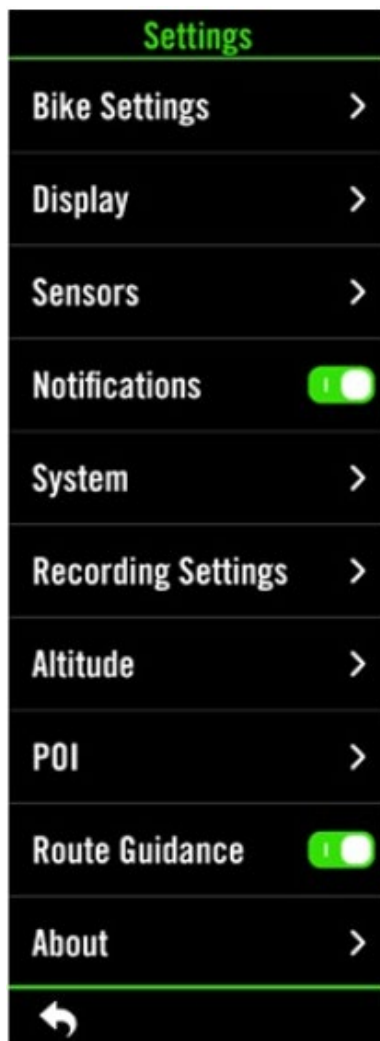 Settings
Bike Settings
Display
Sensors
Notifications
System
Recording Settings
Altitude
POI
Route Guidance
About